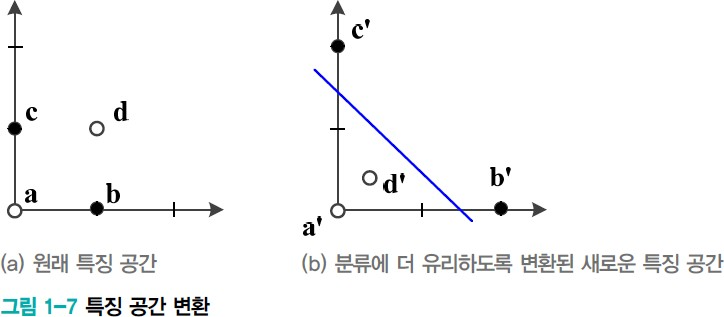 c
d
a
b
c'
d'
b'
a'
(a) 원래 특징 공간
(b) 분류에 더 유리하도록 변환된 새로운 특징 공간
그림 1-7 특징 공간 변환